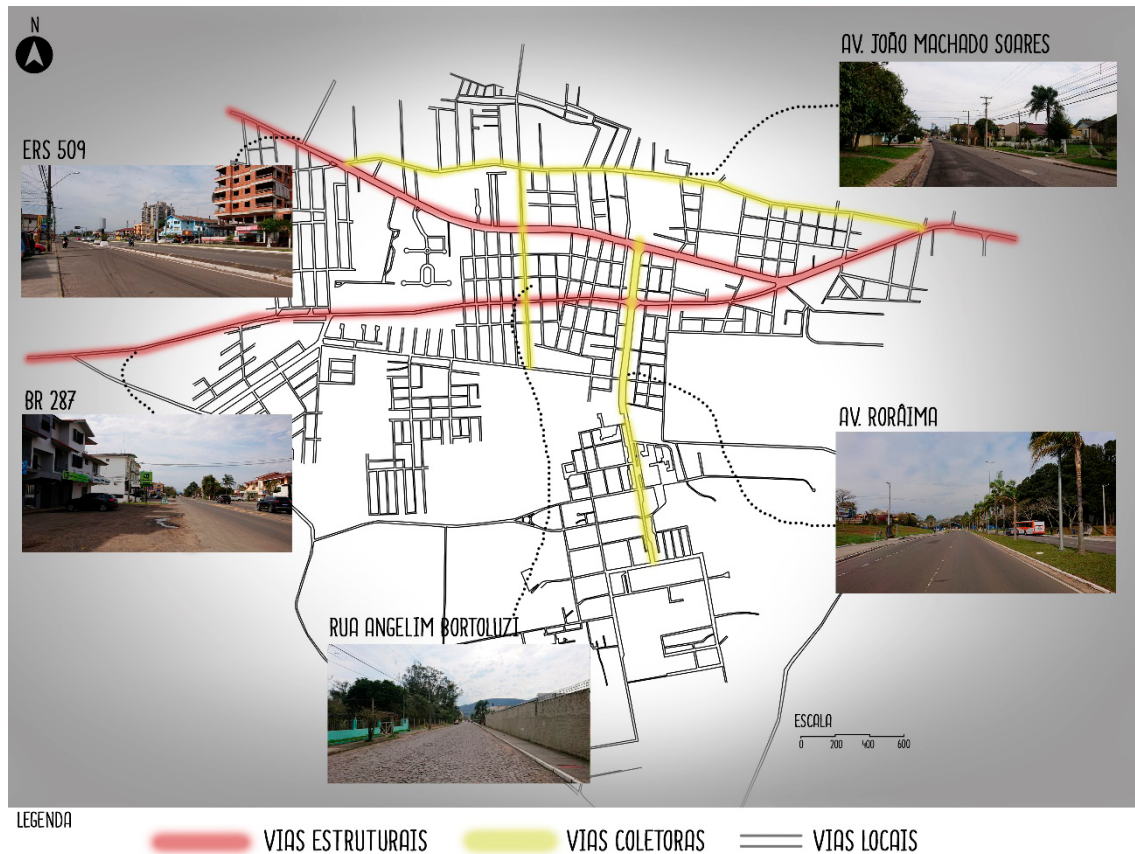 N
AV. JOÃO MACHADO SOARES
ERS 509
BR 287
AV. RORÂIMA
RUA ANGELIM BORTOLUZI
ESCALA
0 200 400 600
LEGENDA
VIAS ESTRUTURAIS VIAS COLETORAS VIAS LOCAIS